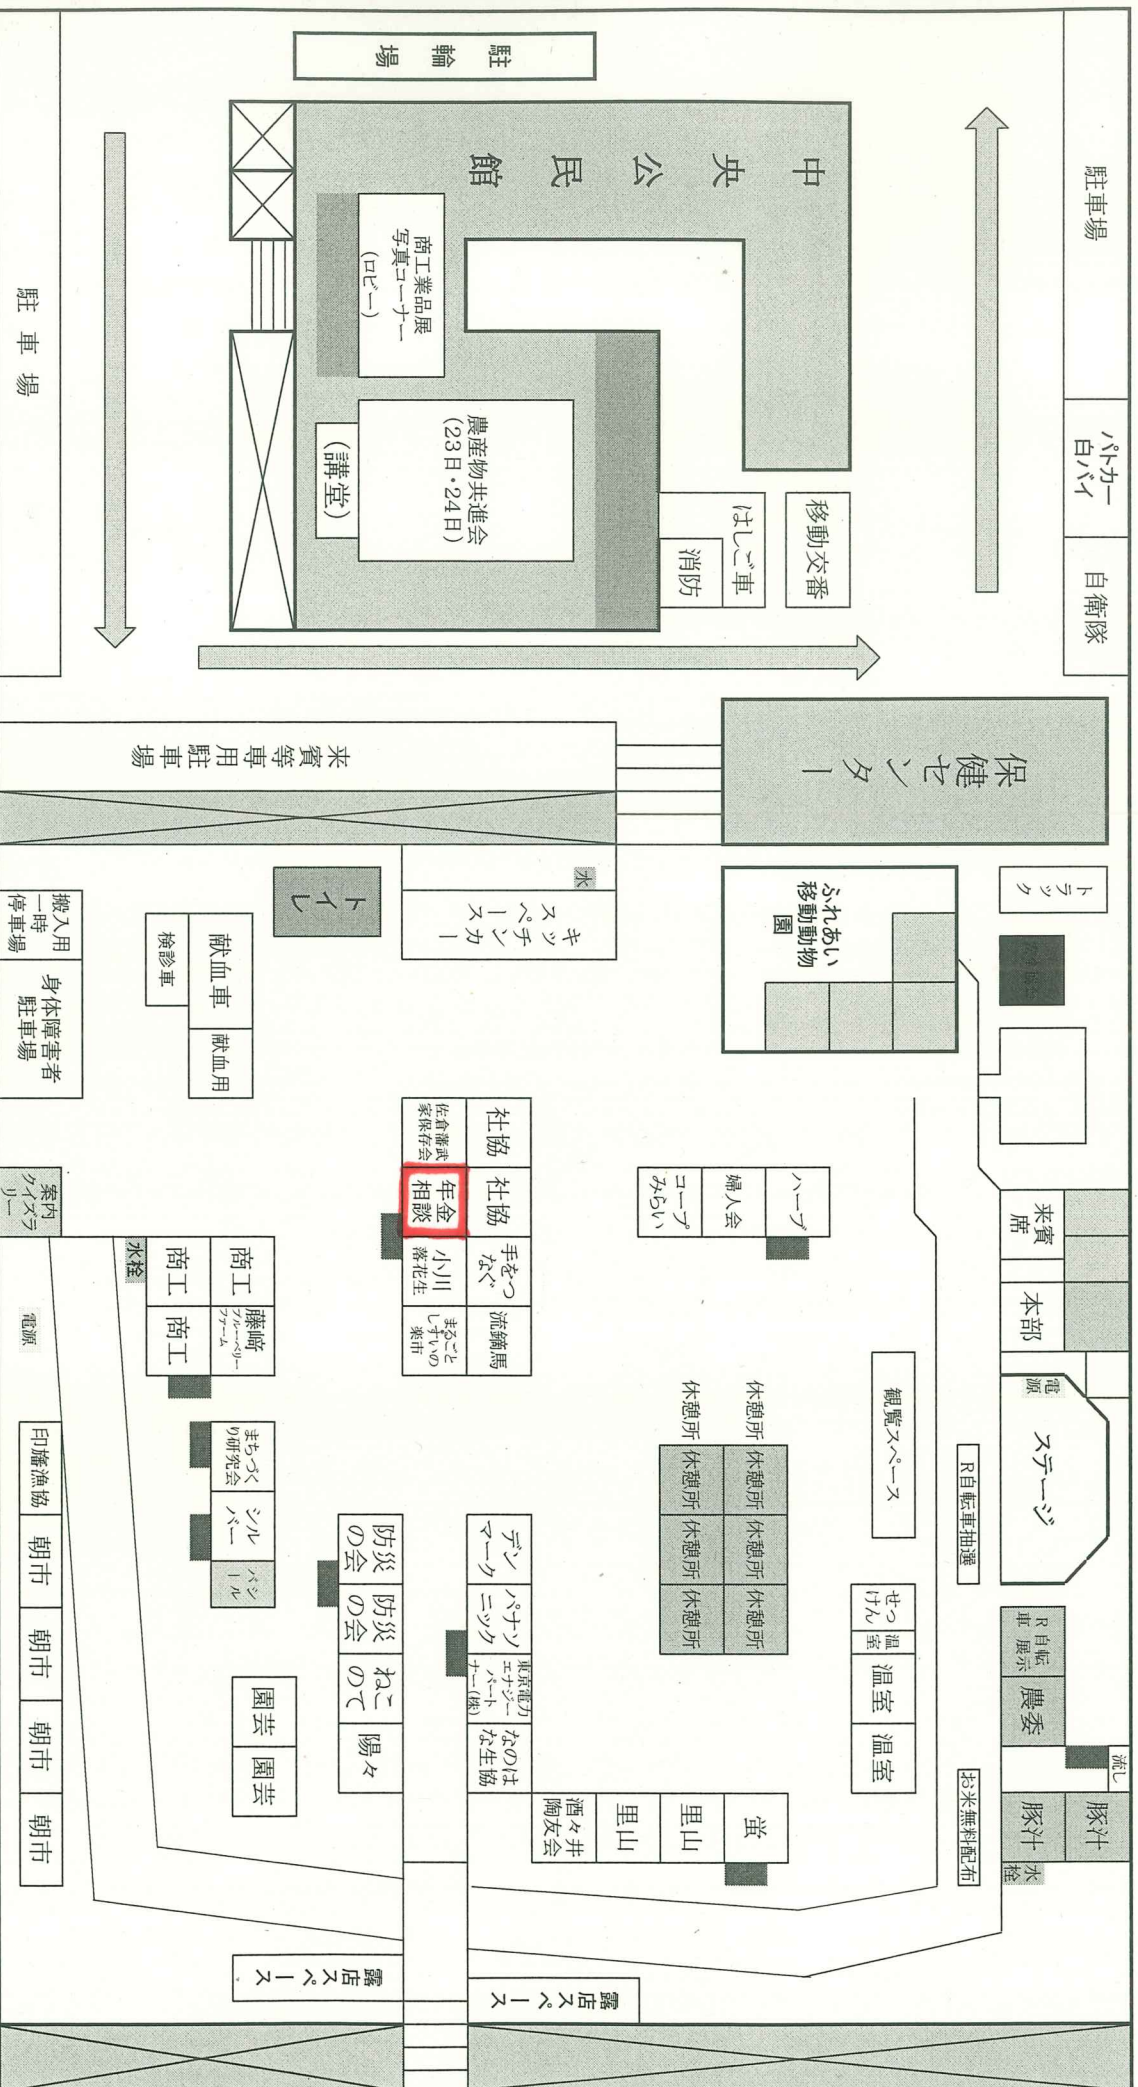 駐輪場
中央公民館
商工業品展
写真コーナー
(ロビー)
農産物共進会
(23日・24日)
(講堂)
はしご車
消防
移動交番
駐車場
パトカー
白バイ
自衛隊
駐車場
来賓等専用駐車場
保健センター
トラック
ふれあい
移動動物
園
水
キッチンカー
スペース
トイレ
献血車
献血用
検診車
搬入用
一時
停車場
身体障害者
駐車場
来賓
席
本部
電源
ステージ
R自転車抽選
観覧スペース
ハーブ
婦人会
コープ
みらい
社協
社協
手をつ
なぐ
流鏑馬
佐倉藩武
家保存会
年金
相談
小川
落花生
まるごと
しすいの
楽市
案内
クイズラ
リー
水栓
商工
商工
商工
藤﨑
ブルーベリー
ファーム
電源
休憩所
休憩所
休憩所
休憩所
休憩所
休憩所
休憩所
休憩所
せっ
けん
温
室
温室
温室
R自転
車展示
農委
流し
豚汁
豚汁
水
栓
お米無料配布
デン
マーク
パナソ
ニック
東京電力
エナジー
パート
ナー(株)
なのは
な生協
防災
の会
防災
の会
ねこ
のて
陽々
まちづく
り研究会
シル
バー
園芸
園芸
蛍
里山
里山
酒々井
陶友会
印旛漁協
朝市
朝市
朝市
朝市
露店スペース
露店スペース